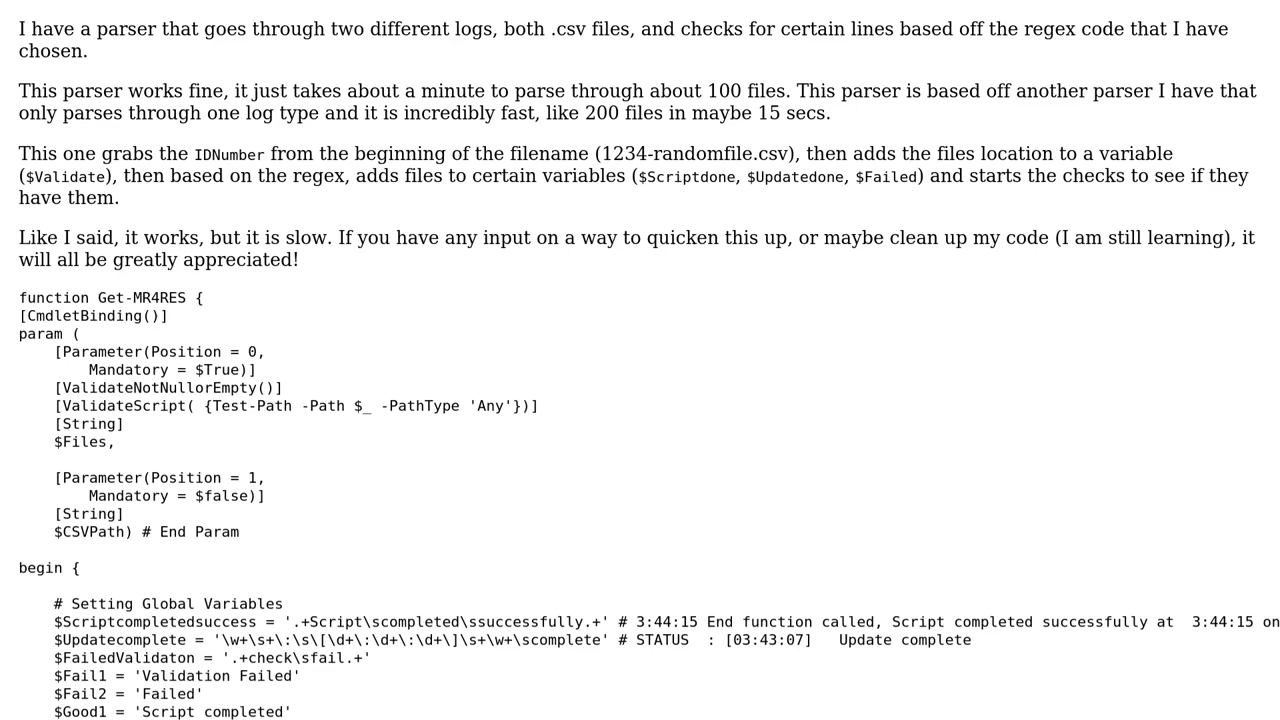 I have a parser that goes through two different logs, both .csv files, and checks for certain lines based off the regex code that I have
chosen.
This parser works fine, it just takes about a minute to parse through about 100 files. This parser is based off another parser I have that
only parses through one log type and it is incredibly fast, like 200 files in maybe 15 secs.
This one grabs the IDNumber from the beginning of the filename (1234-randomfile.csv), then adds the files location to a variable
($Validate), then based on the regex, adds files to certain variables ($Scriptdone, $Updatedone, $Failed) and starts the checks to see if they
have them.
Like I said, it works, but it is slow. If you have any input on a way to quicken this up, or maybe clean up my code (I am still learning), it
will all be greatly appreciated!
function Get-MR4RES {
[CmdletBinding()]
param (
    [Parameter(Position = 0,
        Mandatory = $True)]
    [ValidateNotNullorEmpty()]
    [ValidateScript( {Test-Path -Path $_ -PathType 'Any'})]
    [String]
    $Files,
    [Parameter(Position = 1,
        Mandatory = $false)]
    [String]
    $CSVPath) # End Param
begin {
    # Setting Global Variables
    $Scriptcompletedsuccess = '.+Script\scompleted\ssuccessfully.+' # 3:44:15 End function called, Script completed successfully at  3:44:15 on
    $Updatecomplete = '\w+\s+\:\s\[\d+\:\d+\:\d+\]\s+\w+\scomplete' # STATUS  : [03:43:07]   Update complete
    $FailedValidaton = '.+check\sfail.+'
    $Fail1 = 'Validation Failed'
    $Fail2 = 'Failed'
    $Good1 = 'Script completed'